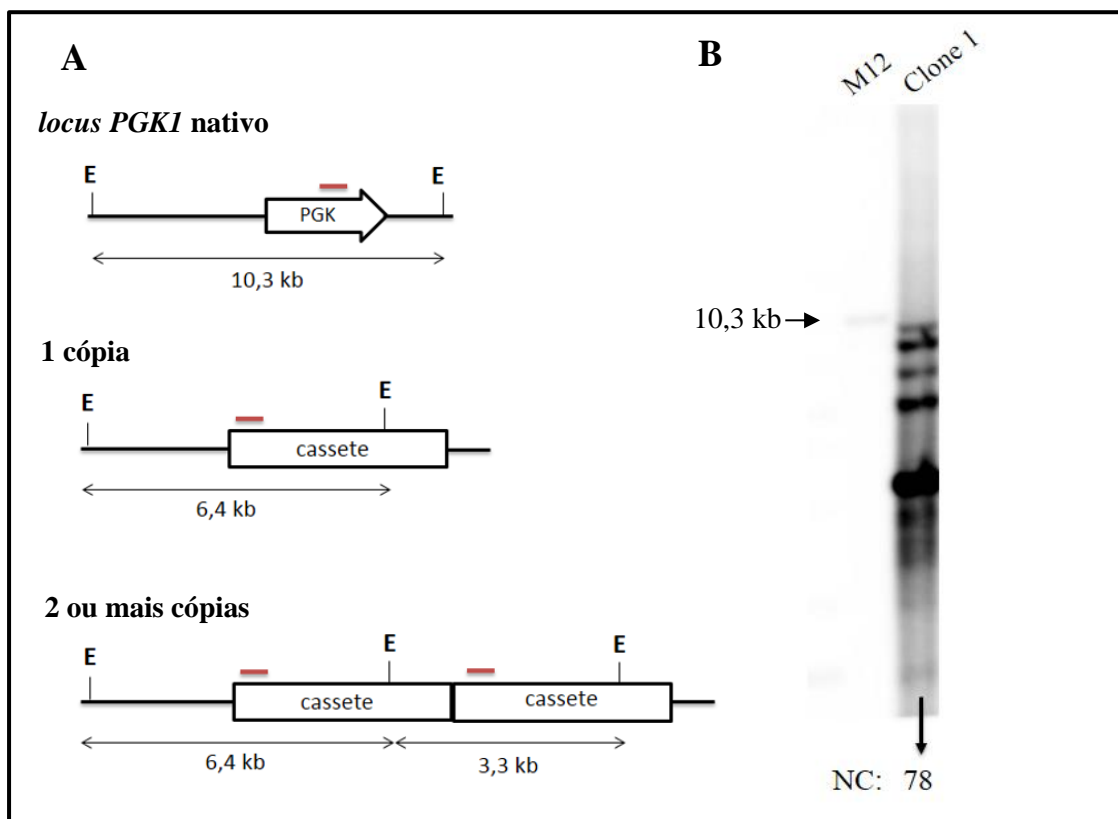 A
locus PGK1 nativo
E E
PGK
10,3 kb
1 cópia
E E
cassete
6,4 kb
2 ou mais cópias
E E E
cassete cassete
6,4 kb 3,3 kb
B
M12 Clone 1
10,3 kb
NC: 78